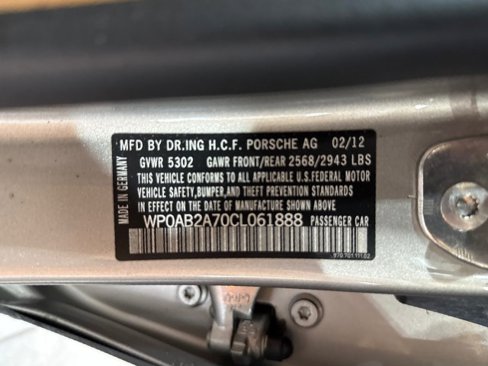 MFD BY DR.ING H.C.F. PORSCHE AG 02/12
GVWR 5302 GAWR FRONT/REAR 2568/2943 LBS
THIS VEHICLE CONFORMS TO ALL APPLICABLE U.S. FEDERAL MOTOR
VEHICLE SAFETY,BUMPER,AND THEFT PREVENTION STANDARDS
IN EFFECT ON THE DATE OF MANUFACTURE SHOWN ABOVE.
WP0AB2A70CL061888 PASSENGER CAR
MADE IN GERMANY